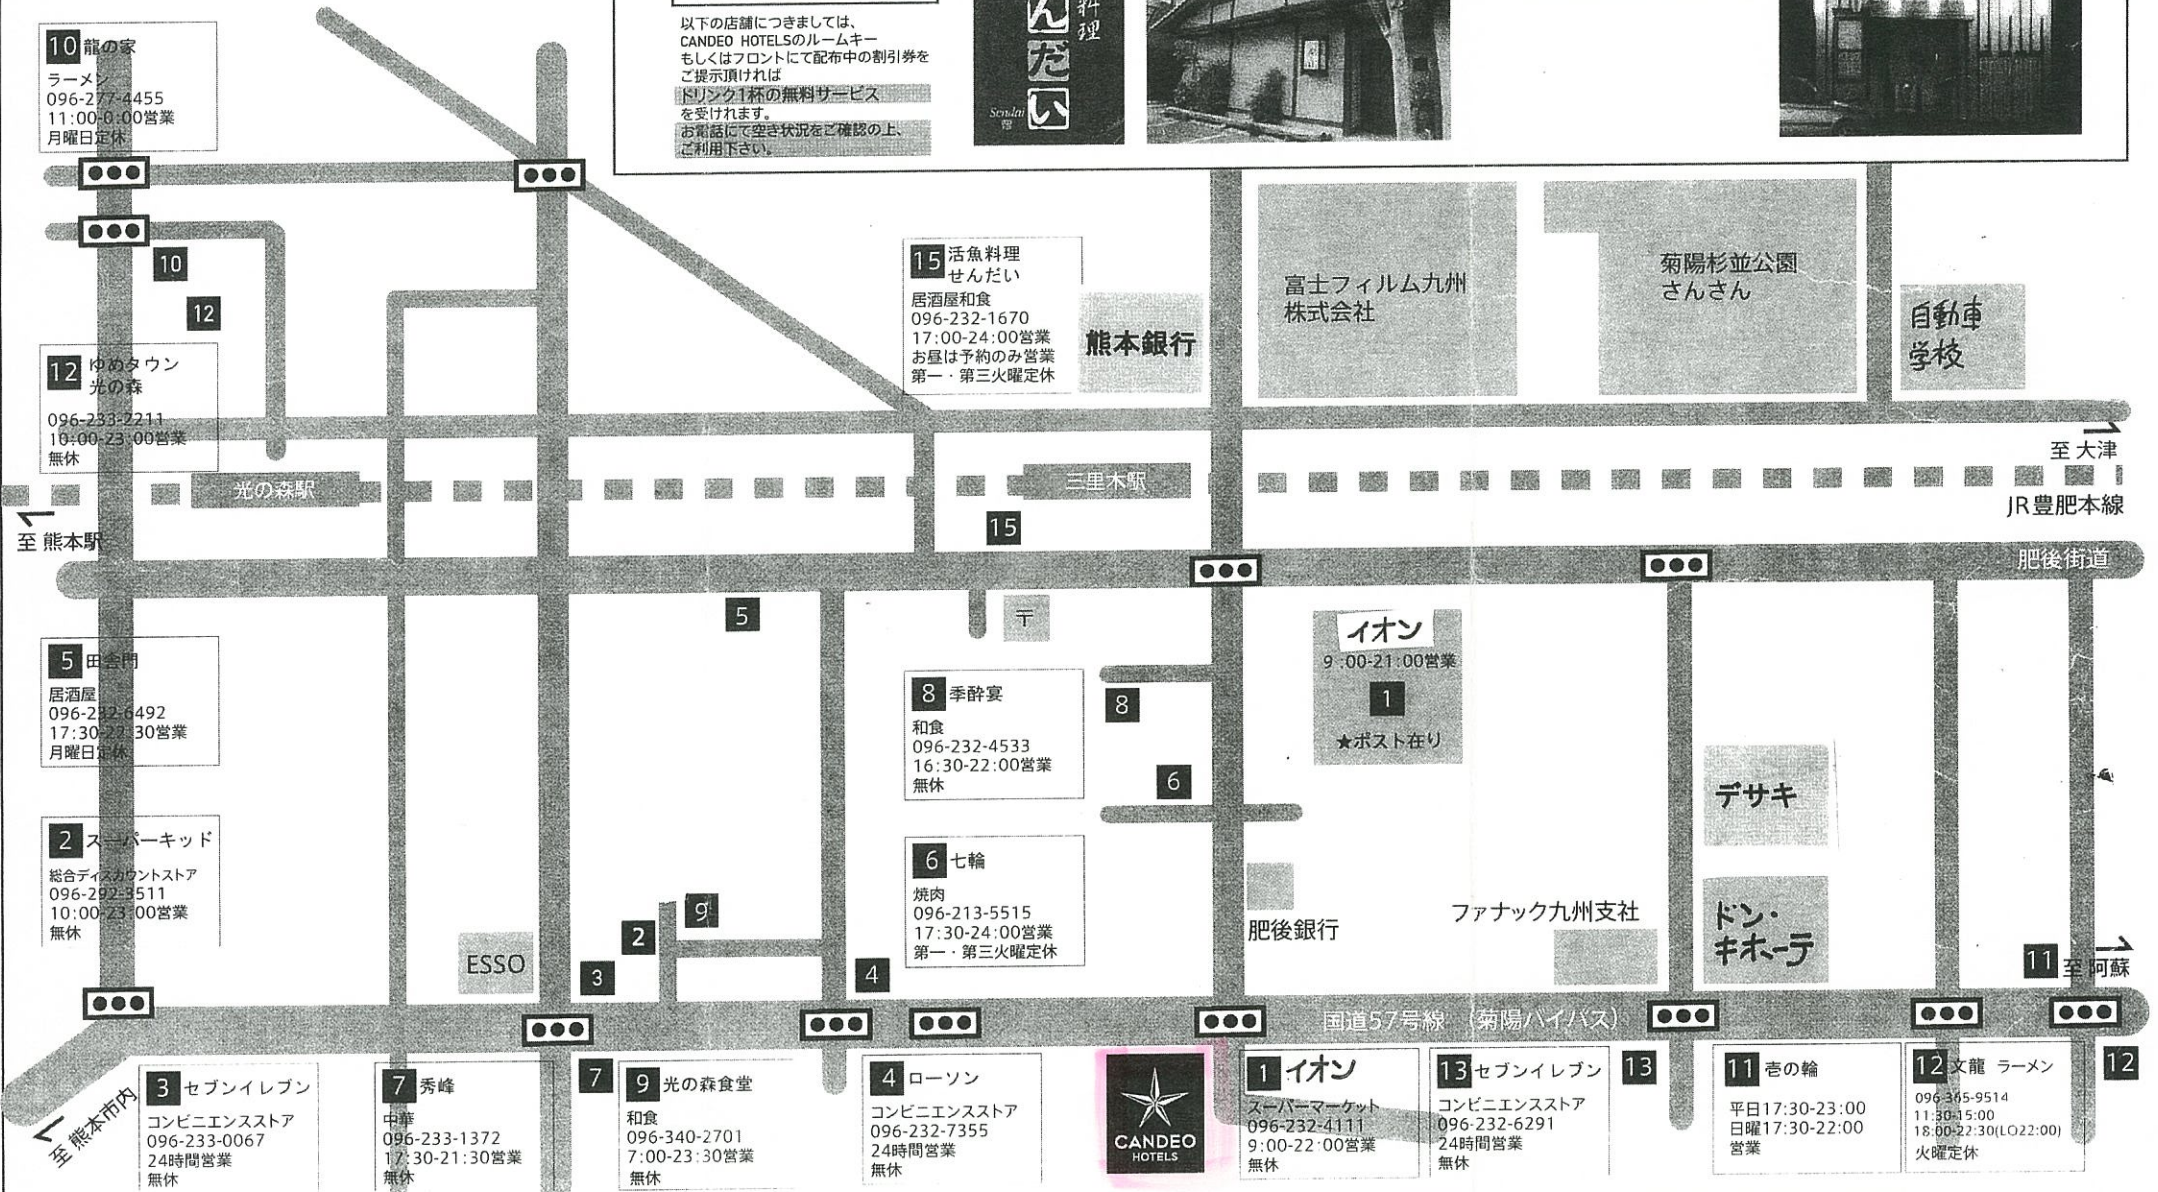 以下の店舗につきましては、
CANDEO HOTELSのルームキー
もしくはフロントにて配布中の割引券を
ご提示頂ければ
ドリンク1杯の無料サービス
を受けれます。
お電話にて空き状況をご確認の上、
ご利用下さい。
料理
んだい
Sendai
10 龍の家
ラーメン
096-277-4455
11:00-0:00営業
月曜日定休
10
12
12 ゆめタウン
光の森
096-233-2211
10:00-23:00営業
無休
15 活魚料理
せんだい
居酒屋和食
096-232-1670
17:00-24:00営業
お昼は予約のみ営業
第一・第三火曜定休
熊本銀行
富士フィルム九州
株式会社
菊陽杉並公園
さんさん
自動車
学校
至 大津
光の森駅
三里木駅
JR豊肥本線
至 熊本駅
15
肥後街道
5
〒
5 田舎門
居酒屋
096-232-6492
17:30-22:30営業
月曜日定休
8 季酔宴
和食
096-232-4533
16:30-22:00営業
無休
8
6
イオン
9:00-21:00営業
1
★ポスト在り
デサキ
2 スーパーキッド
総合ディスカウントストア
096-292-3511
10:00-23:00営業
無休
6 七輪
焼肉
096-213-5515
17:30-24:00営業
第一・第三火曜定休
ESSO
9
2
3
4
肥後銀行
ファナック九州支社
ドン・
キホーテ
11
至 阿蘇
国道57号線 (菊陽バイパス)
至 熊本市内
3 セブンイレブン
コンビニエンスストア
096-233-0067
24時間営業
無休
7 秀峰
中華
096-233-1372
17:30-21:30営業
無休
7
9 光の森食堂
和食
096-340-2701
7:00-23:30営業
無休
4 ローソン
コンビニエンスストア
096-232-7355
24時間営業
無休
CANDEO
HOTELS
1 イオン
スーパーマーケット
096-232-4111
9:00-22:00営業
無休
13 セブンイレブン
コンビニエンスストア
096-232-6291
24時間営業
無休
13
11 壱の輪
平日17:30-23:00
日曜17:30-22:00
営業
12 文龍 ラーメン
096-365-9514
11:30-15:00
18:00-22:30(LO22:00)
火曜定休
12